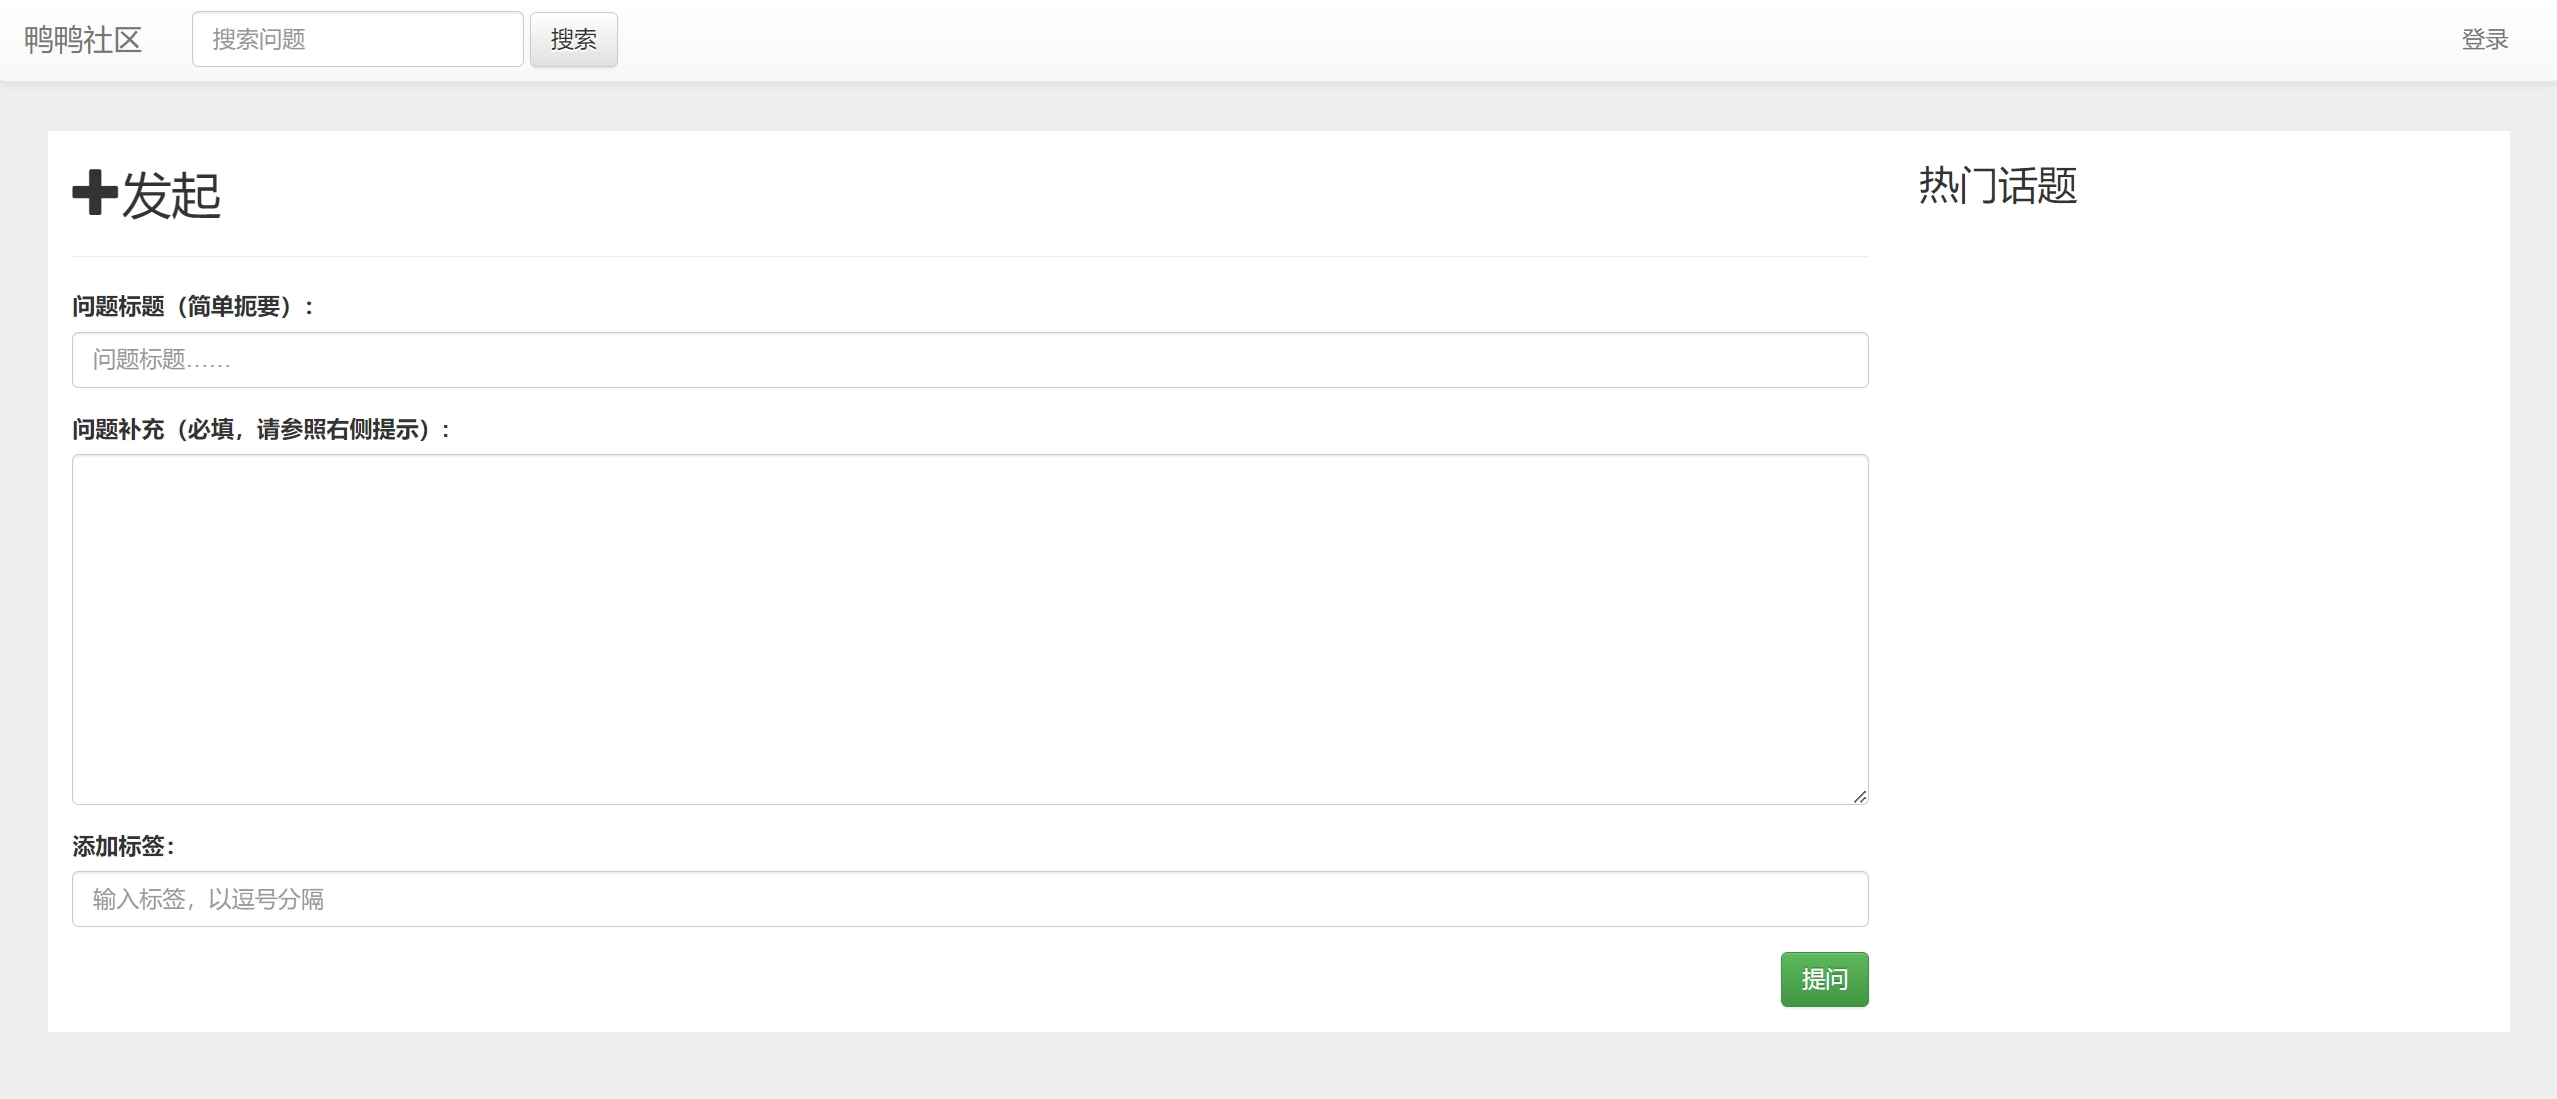 鸭鸭社区
搜索问题
搜索
登录
发起
热门话题
问题标题（简单扼要）：
问题标题……
问题补充（必填，请参照右侧提示）：
添加标签：
输入标签，以逗号分隔
提问